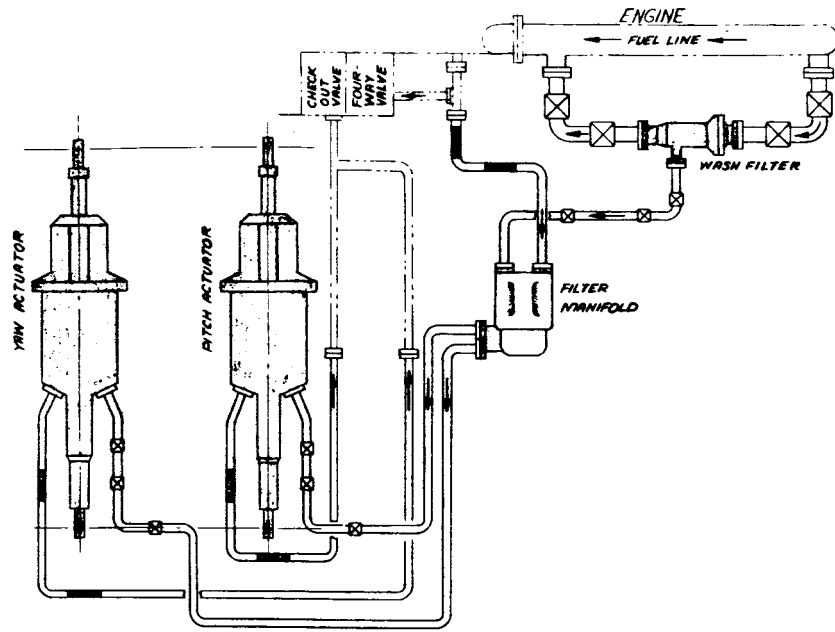 ENGINE
FUEL LINE
CHECK
OUT
VALVE
FOUR-
WAY
VALVE
WASH FILTER
YAW ACTUATOR
PITCH ACTUATOR
FILTER
MANIFOLD